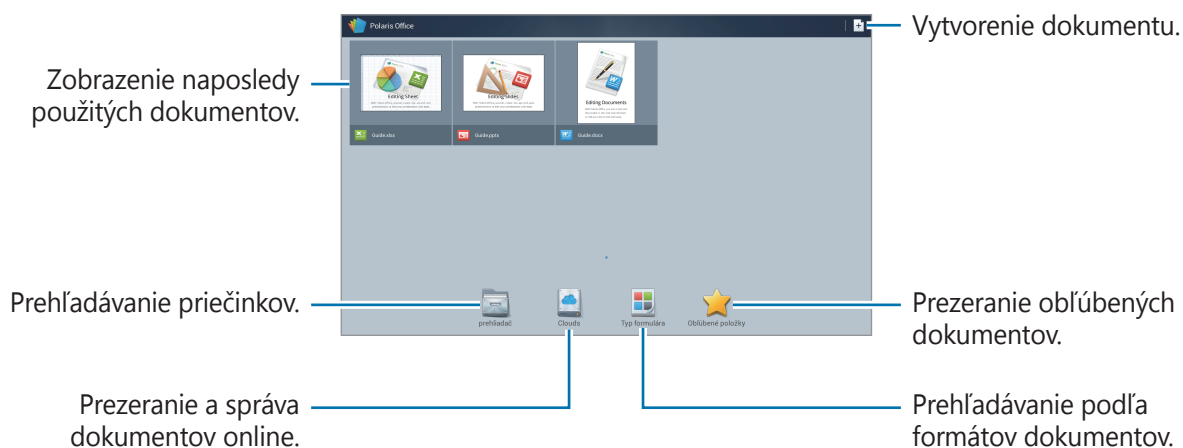 Polaris Office
Vytvorenie dokumentu.
Zobrazenie naposledy
použitých dokumentov.
Editing Sheet
Editing Slides
Editing Documents
Guide.xlsx
Guide.pptx
Guide.docx
Prehľadávanie priečinkov.
prehliadač
Clouds
Typ formulára
Obľúbené položky
Prezeranie obľúbených
dokumentov.
Prezeranie a správa
dokumentov online.
Prehľadávanie podľa
formátov dokumentov.